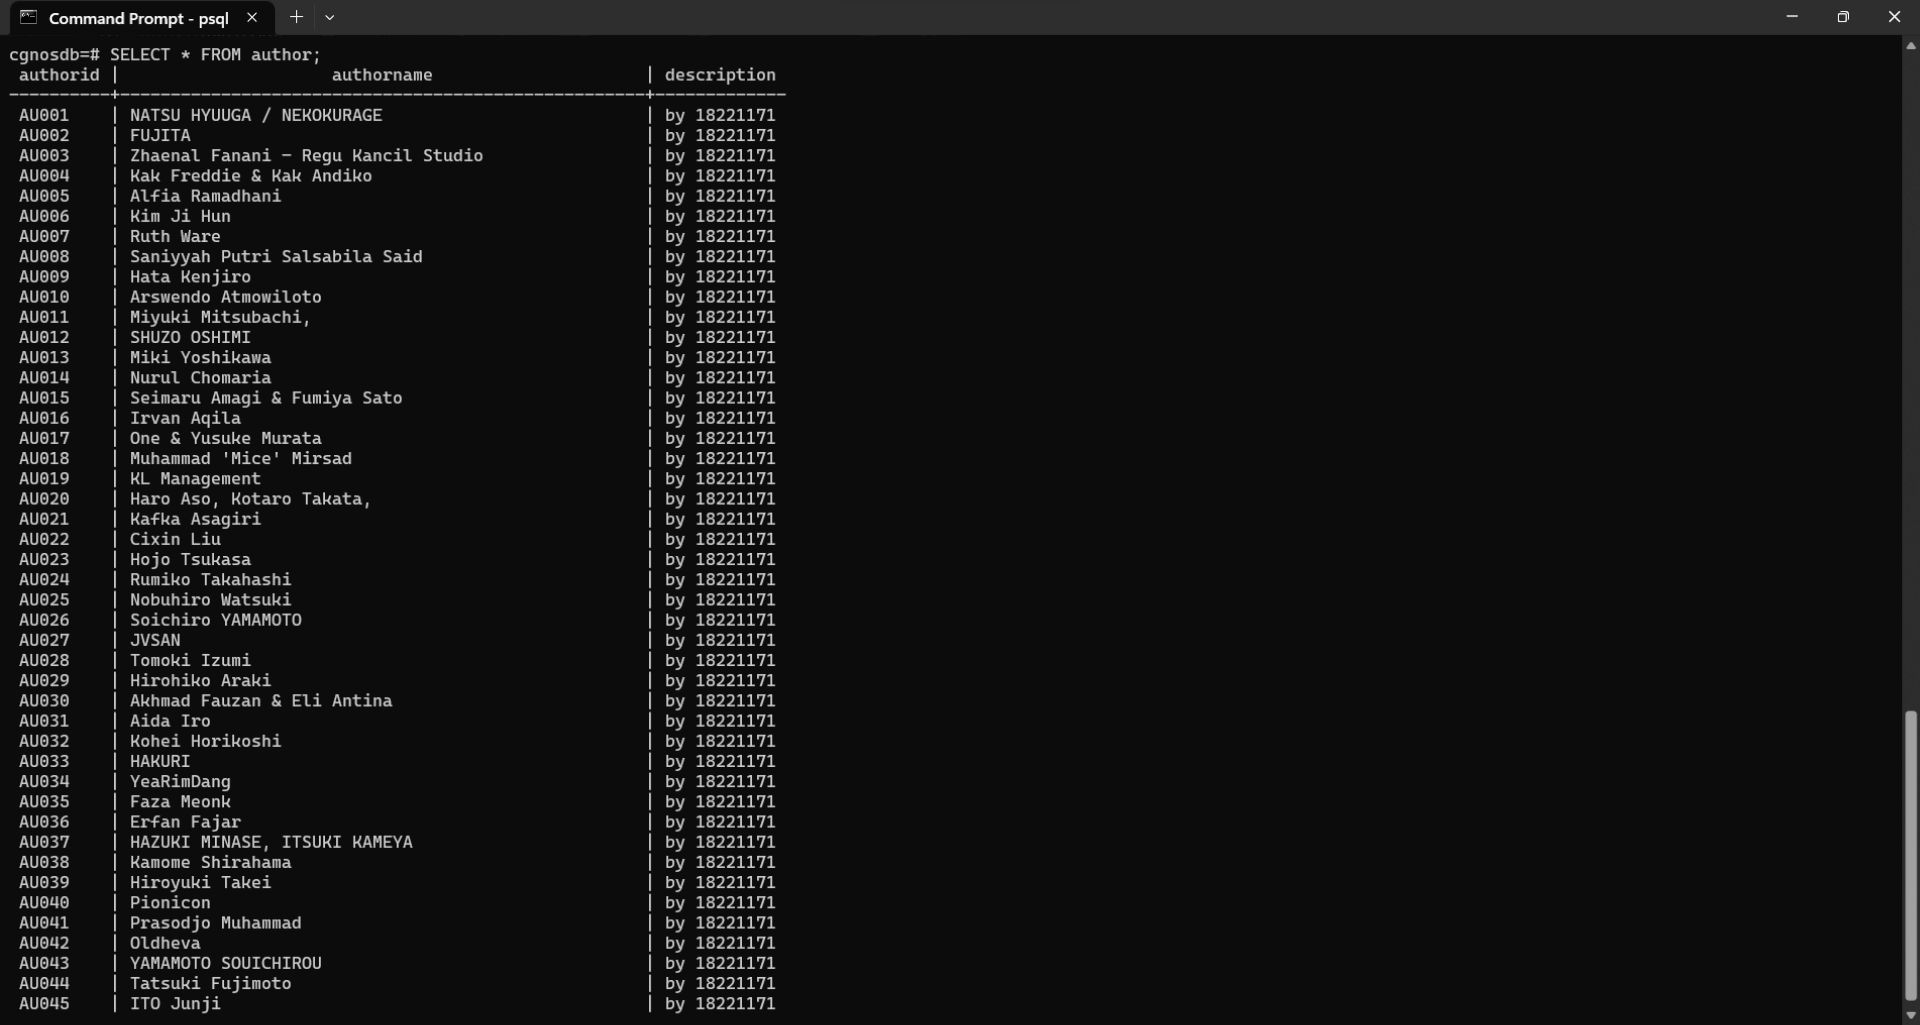 Command Prompt - psql
cgnosdb=# SELECT * FROM author;
authorid | authorname | description
----------+----------------------------------------------------+-------------
AU001 | NATSU HYUUGA / NEKOKURAGE | by 18221171
AU002 | FUJITA | by 18221171
AU003 | Zhaenal Fanani - Regu Kancil Studio | by 18221171
AU004 | Kak Freddie & Kak Andiko | by 18221171
AU005 | Alfia Ramadhani | by 18221171
AU006 | Kim Ji Hun | by 18221171
AU007 | Ruth Ware | by 18221171
AU008 | Saniyyah Putri Salsabila Said | by 18221171
AU009 | Hata Kenjiro | by 18221171
AU010 | Arswendo Atmowiloto | by 18221171
AU011 | Miyuki Mitsubachi, | by 18221171
AU012 | SHUZO OSHIMI | by 18221171
AU013 | Miki Yoshikawa | by 18221171
AU014 | Nurul Chomaria | by 18221171
AU015 | Seimaru Amagi & Fumiya Sato | by 18221171
AU016 | Irvan Aqila | by 18221171
AU017 | One & Yusuke Murata | by 18221171
AU018 | Muhammad 'Mice' Mirsad | by 18221171
AU019 | KL Management | by 18221171
AU020 | Haro Aso, Kotaro Takata, | by 18221171
AU021 | Kafka Asagiri | by 18221171
AU022 | Cixin Liu | by 18221171
AU023 | Hojo Tsukasa | by 18221171
AU024 | Rumiko Takahashi | by 18221171
AU025 | Nobuhiro Watsuki | by 18221171
AU026 | Soichiro YAMAMOTO | by 18221171
AU027 | JVSAN | by 18221171
AU028 | Tomoki Izumi | by 18221171
AU029 | Hirohiko Araki | by 18221171
AU030 | Akhmad Fauzan & Eli Antina | by 18221171
AU031 | Aida Iro | by 18221171
AU032 | Kohei Horikoshi | by 18221171
AU033 | HAKURI | by 18221171
AU034 | YeaRimDang | by 18221171
AU035 | Faza Meonk | by 18221171
AU036 | Erfan Fajar | by 18221171
AU037 | HAZUKI MINASE, ITSUKI KAMEYA | by 18221171
AU038 | Kamome Shirahama | by 18221171
AU039 | Hiroyuki Takei | by 18221171
AU040 | Pionicon | by 18221171
AU041 | Prasodjo Muhammad | by 18221171
AU042 | Oldheva | by 18221171
AU043 | YAMAMOTO SOUICHIROU | by 18221171
AU044 | Tatsuki Fujimoto | by 18221171
AU045 | ITO Junji | by 18221171